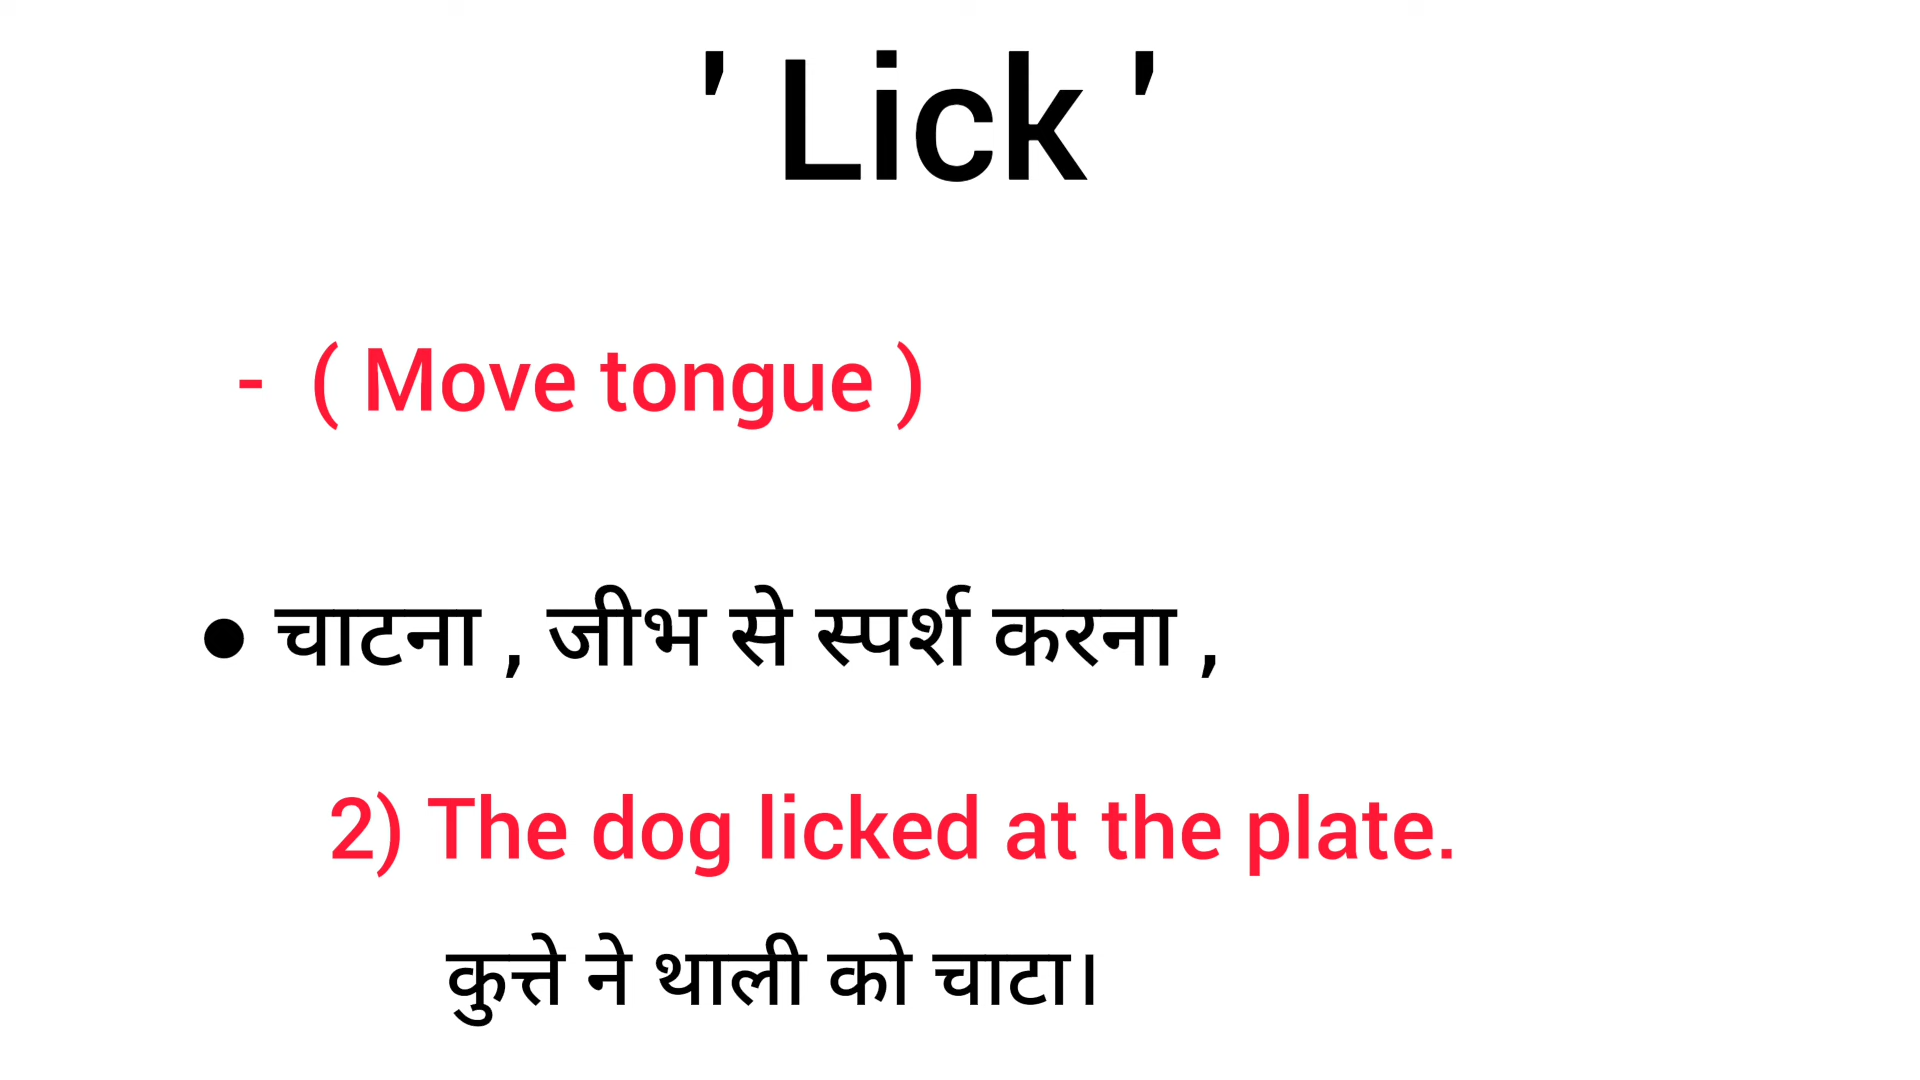 ' Lick '
- ( Move tongue )
● चाटना , जीभ से स्पर्श करना ,
2) The dog licked at the plate.
कुत्ते ने थाली को चाटा।